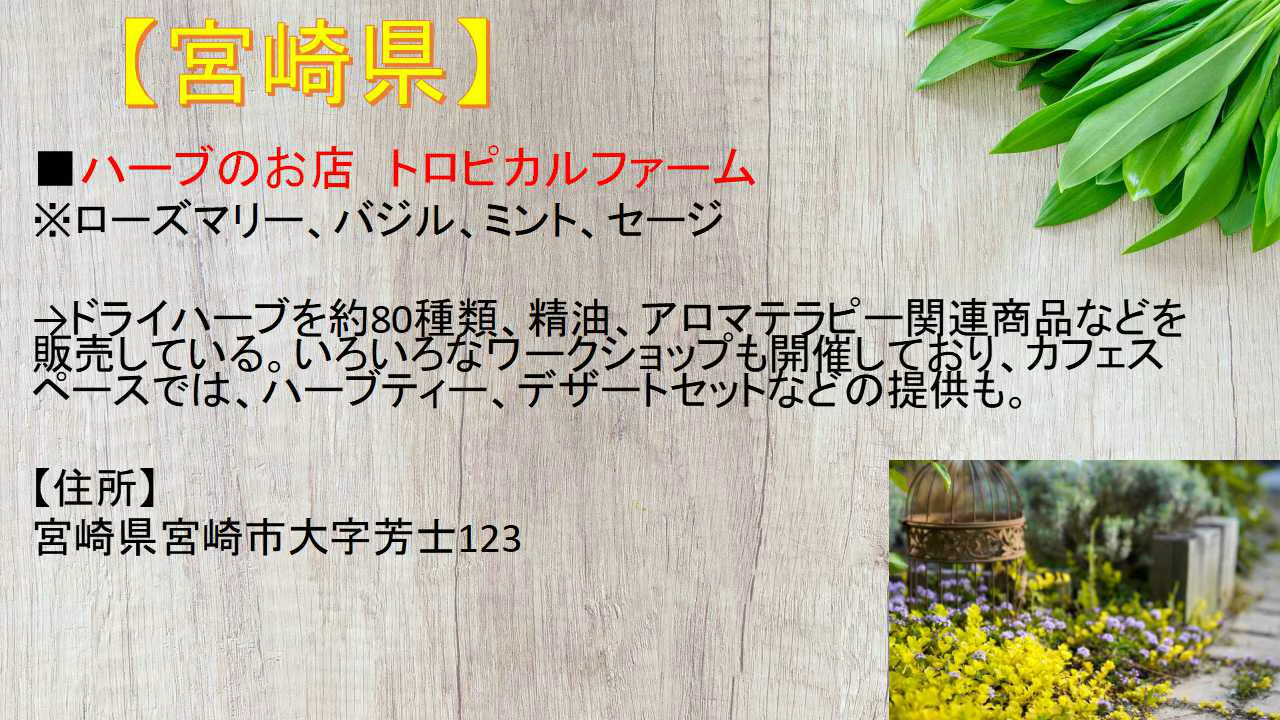 【宮崎県】
■ハーブのお店　トロピカルファーム
※ローズマリー、バジル、ミント、セージ
→ドライハーブを約80種類、精油、アロマテラピー関連商品などを
販売している。いろいろなワークショップも開催しており、カフェス
ペースでは、ハーブティー、デザートセットなどの提供も。
【住所】
宮崎県宮崎市大字芳士123